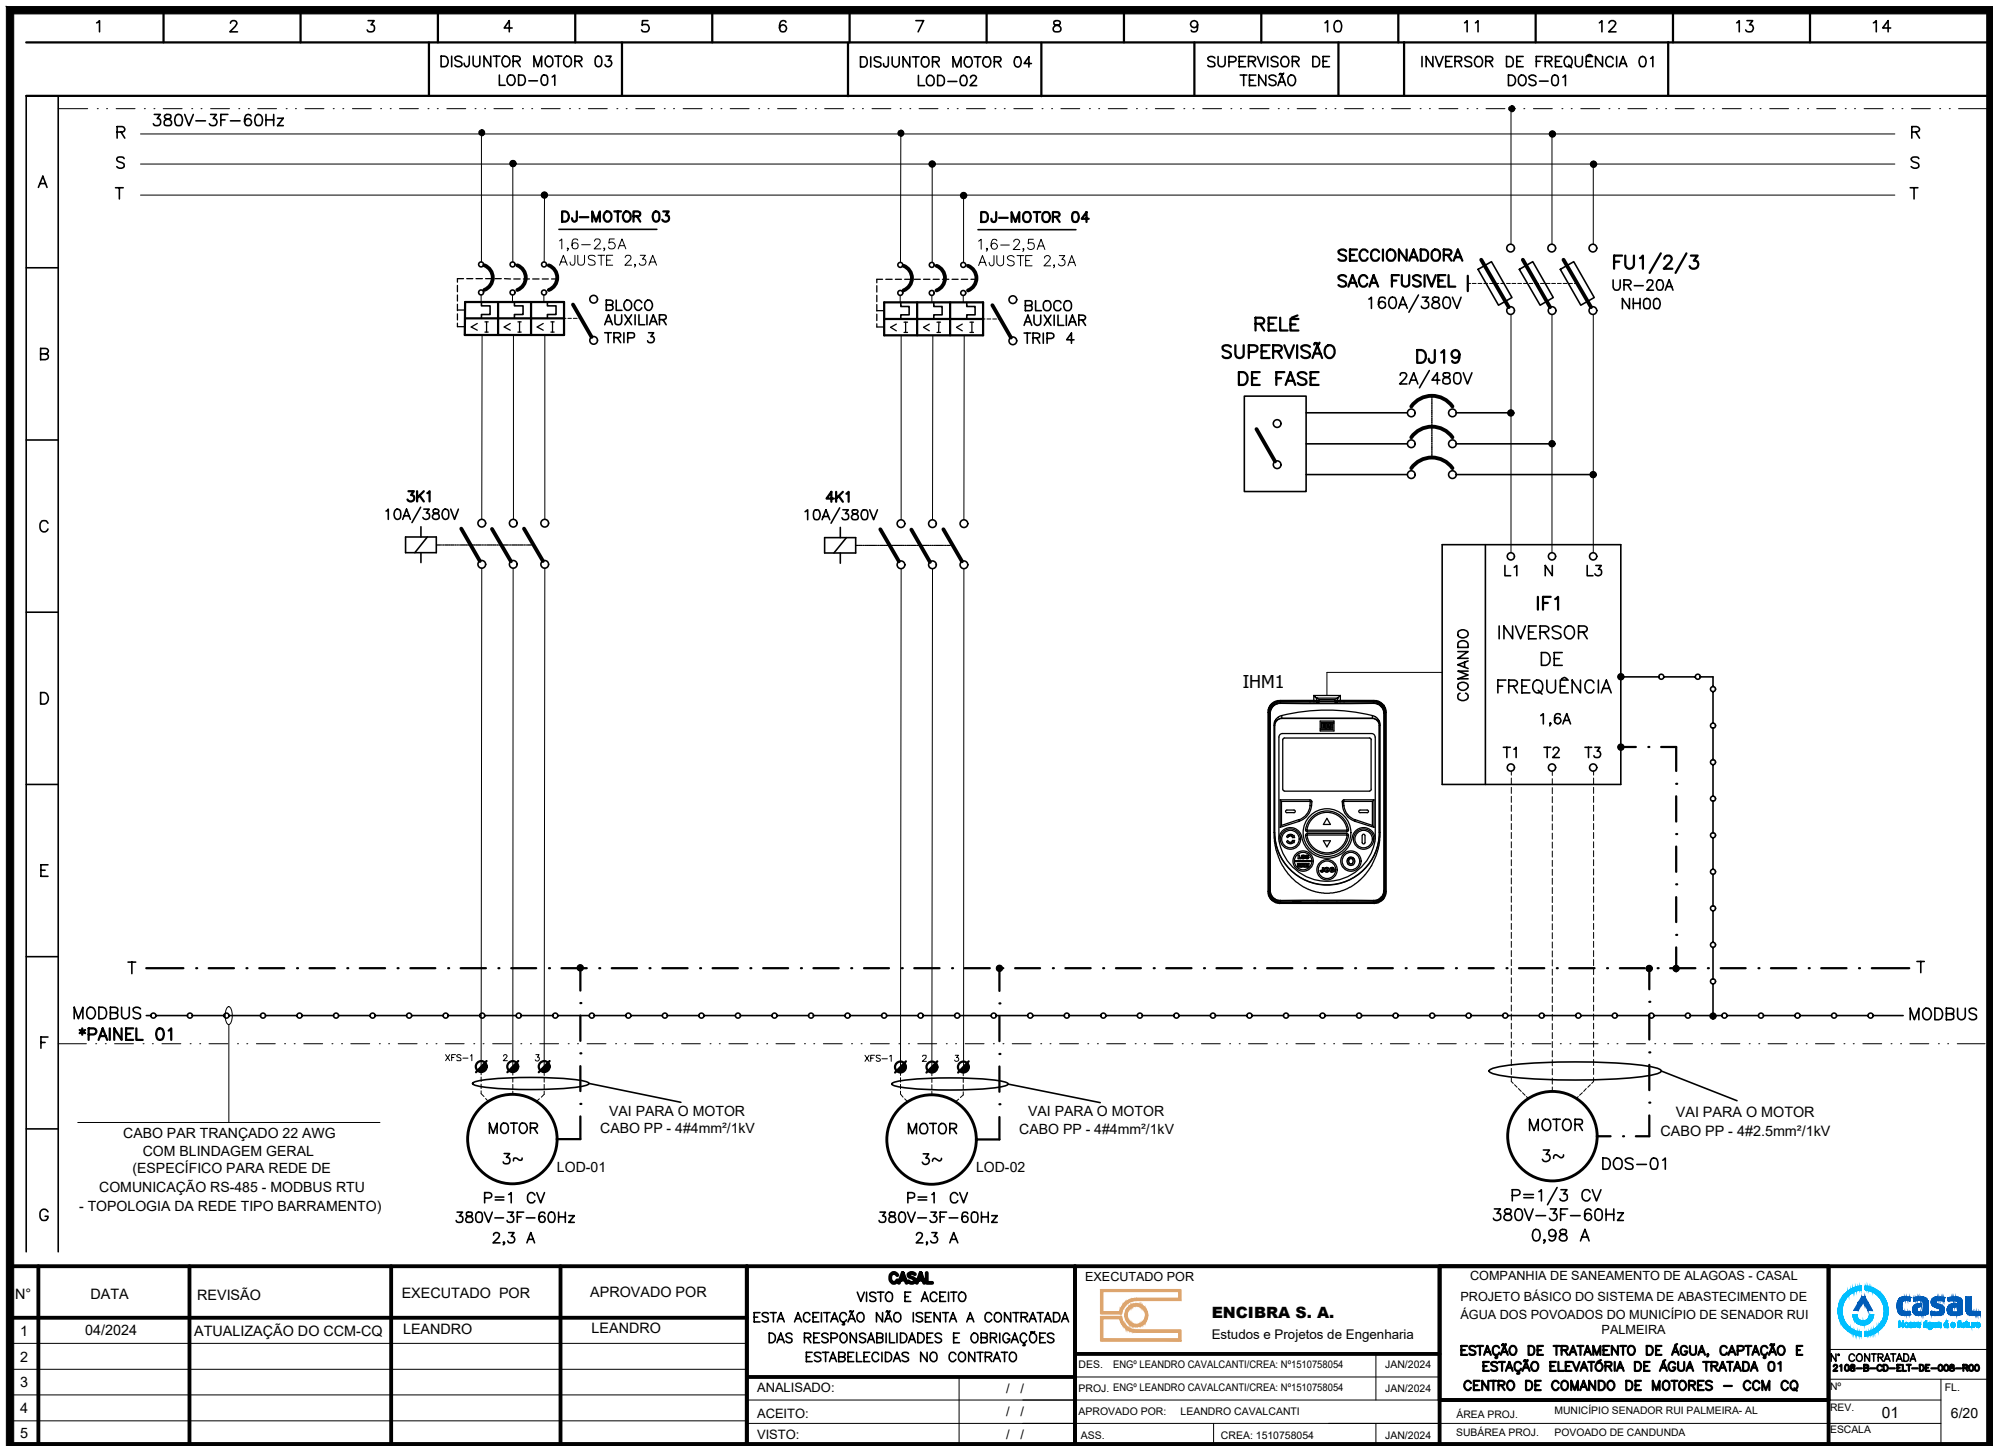 1 2 3 4 5 6 7 8 9 10 11 12 13 14
DISJUNTOR MOTOR 03
LOD-01
DISJUNTOR MOTOR 04
LOD-02
SUPERVISOR DE
TENSÃO
INVERSOR DE FREQUÊNCIA 01
DOS-01
A
B
C
D
E
F
G
380V-3F-60Hz
R
S
T
R
S
T
DJ-MOTOR 03
1,6-2,5A
AJUSTE 2,3A
< I < I < I
BLOCO
AUXILIAR
TRIP 3
DJ-MOTOR 04
1,6-2,5A
AJUSTE 2,3A
< I < I < I
BLOCO
AUXILIAR
TRIP 4
SECCIONADORA
SACA FUSIVEL
160A/380V
FU1/2/3
UR-20A
NH00
RELÉ
SUPERVISÃO
DE FASE
DJ19
2A/480V
3K1
10A/380V
4K1
10A/380V
L1 N L3
IF1
INVERSOR
DE
FREQUÊNCIA
1,6A
T1 T2 T3
COMANDO
IHM1
JOG
T
T
MODBUS
MODBUS
*PAINEL 01
XFS-1 2 3
XFS-1 2 3
VAI PARA O MOTOR
CABO PP - 4#4mm²/1kV
VAI PARA O MOTOR
CABO PP - 4#4mm²/1kV
VAI PARA O MOTOR
CABO PP - 4#2.5mm²/1kV
CABO PAR TRANÇADO 22 AWG
COM BLINDAGEM GERAL
(ESPECÍFICO PARA REDE DE
COMUNICAÇÃO RS-485 - MODBUS RTU
- TOPOLOGIA DA REDE TIPO BARRAMENTO)
MOTOR
3~
LOD-01
P=1 CV
380V-3F-60Hz
2,3 A
MOTOR
3~
LOD-02
P=1 CV
380V-3F-60Hz
2,3 A
MOTOR
3~
DOS-01
P=1/3 CV
380V-3F-60Hz
0,98 A
N° DATA REVISÃO EXECUTADO POR APROVADO POR
1 04/2024 ATUALIZAÇÃO DO CCM-CQ LEANDRO LEANDRO
2
3
4
5
CASAL
VISTO E ACEITO
ESTA ACEITAÇÃO NÃO ISENTA A CONTRATADA
DAS RESPONSABILIDADES E OBRIGAÇÕES
ESTABELECIDAS NO CONTRATO
ANALISADO: / /
ACEITO: / /
VISTO: / /
EXECUTADO POR
ENCIBRA S. A.
Estudos e Projetos de Engenharia
DES. ENGº LEANDRO CAVALCANTI/CREA: Nº1510758054 JAN/2024
PROJ. ENGº LEANDRO CAVALCANTI/CREA: Nº1510758054 JAN/2024
APROVADO POR: LEANDRO CAVALCANTI
ASS. CREA: 1510758054 JAN/2024
COMPANHIA DE SANEAMENTO DE ALAGOAS - CASAL
PROJETO BÁSICO DO SISTEMA DE ABASTECIMENTO DE
ÁGUA DOS POVOADOS DO MUNICÍPIO DE SENADOR RUI
PALMEIRA
ESTAÇÃO DE TRATAMENTO DE ÁGUA, CAPTAÇÃO E
ESTAÇÃO ELEVATÓRIA DE ÁGUA TRATADA 01
CENTRO DE COMANDO DE MOTORES - CCM CQ
ÁREA PROJ. MUNICÍPIO SENADOR RUI PALMEIRA- AL
SUBÁREA PROJ. POVOADO DE CANDUNDA
casal
Nossa água é o futuro
N° CONTRATADA
2108-B-CD-ELT-DE-008-R00
Nº
REV. 01
FL.
6/20
ESCALA